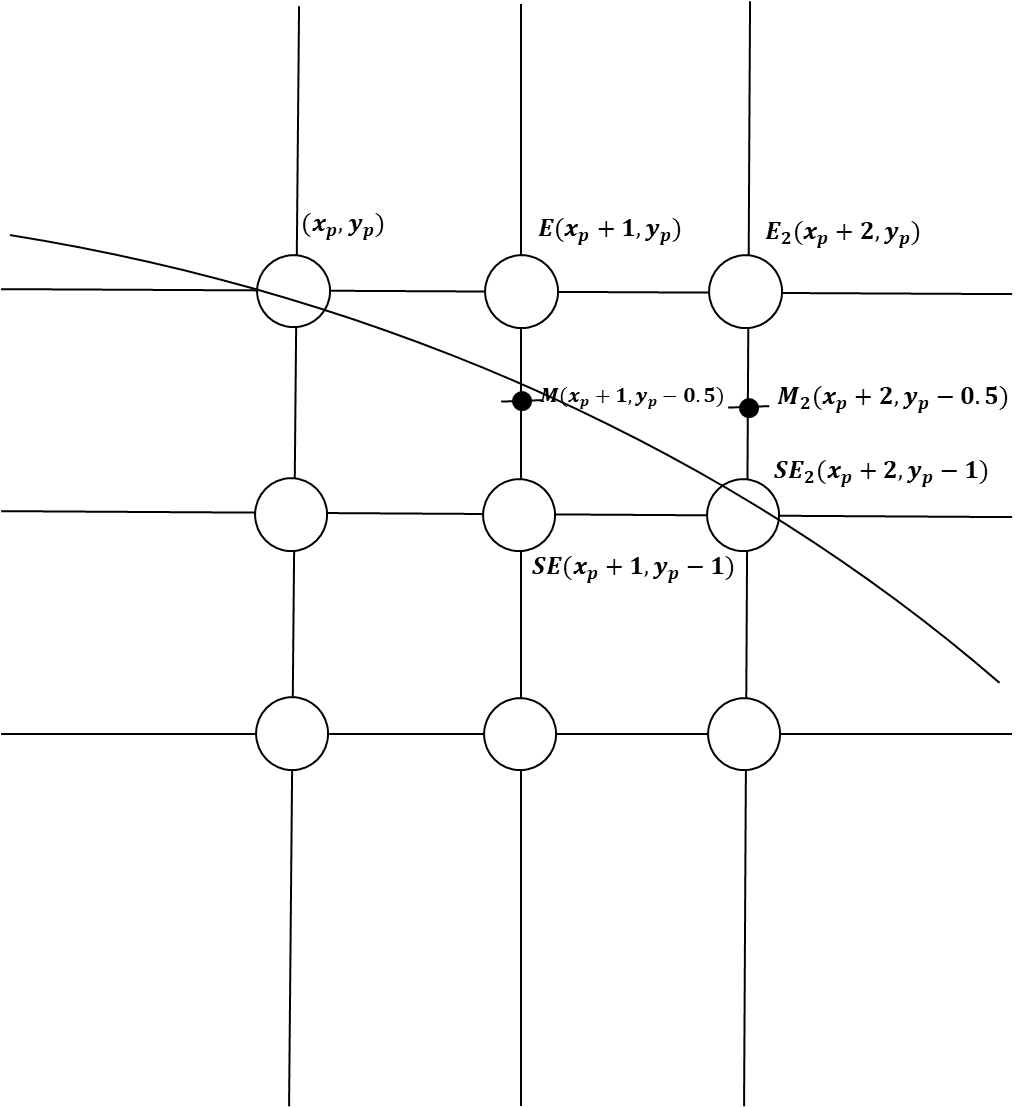 (x_p, y_p)
E(x_p + 1, y_p)
E_2(x_p + 2, y_p)
M(x_p + 1, y_p − 0.5)
M_2(x_p + 2, y_p − 0.5)
SE_2(x_p + 2, y_p − 1)
SE(x_p + 1, y_p − 1)